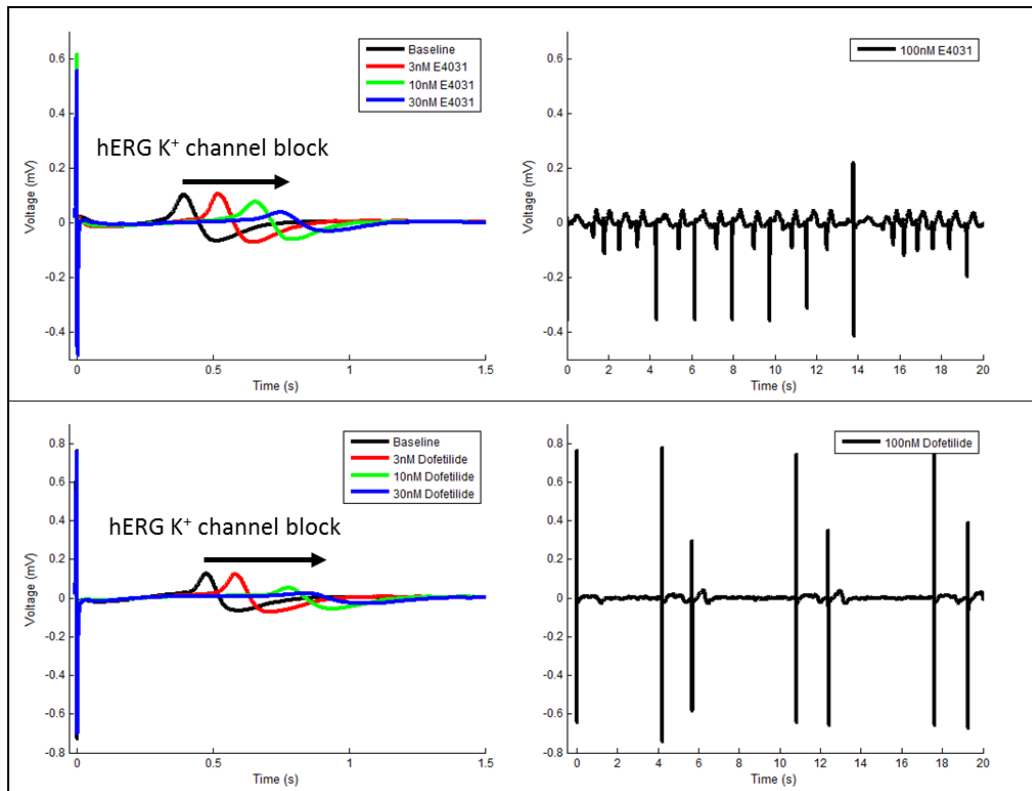 Baseline
3nM E4031
10nM E4031
30nM E4031
hERG K⁺ channel block
0.6
0.4
0.2
0
-0.2
-0.4
Voltage (mV)
0
0.5
1
1.5
Time (s)
100nM E4031
0.6
0.4
0.2
0
-0.2
-0.4
Voltage (mV)
0 2 4 6 8 10 12 14 16 18 20
Time (s)
Baseline
3nM Dofetilide
10nM Dofetilide
30nM Dofetilide
hERG K⁺ channel block
0.8
0.6
0.4
0.2
0
-0.2
-0.4
-0.6
-0.8
Voltage (mV)
0
0.5
1
1.5
Time (s)
100nM Dofetilide
0.8
0.6
0.4
0.2
0
-0.2
-0.4
-0.6
-0.8
Voltage (mV)
0 2 4 6 8 10 12 14 16 18 20
Time (s)